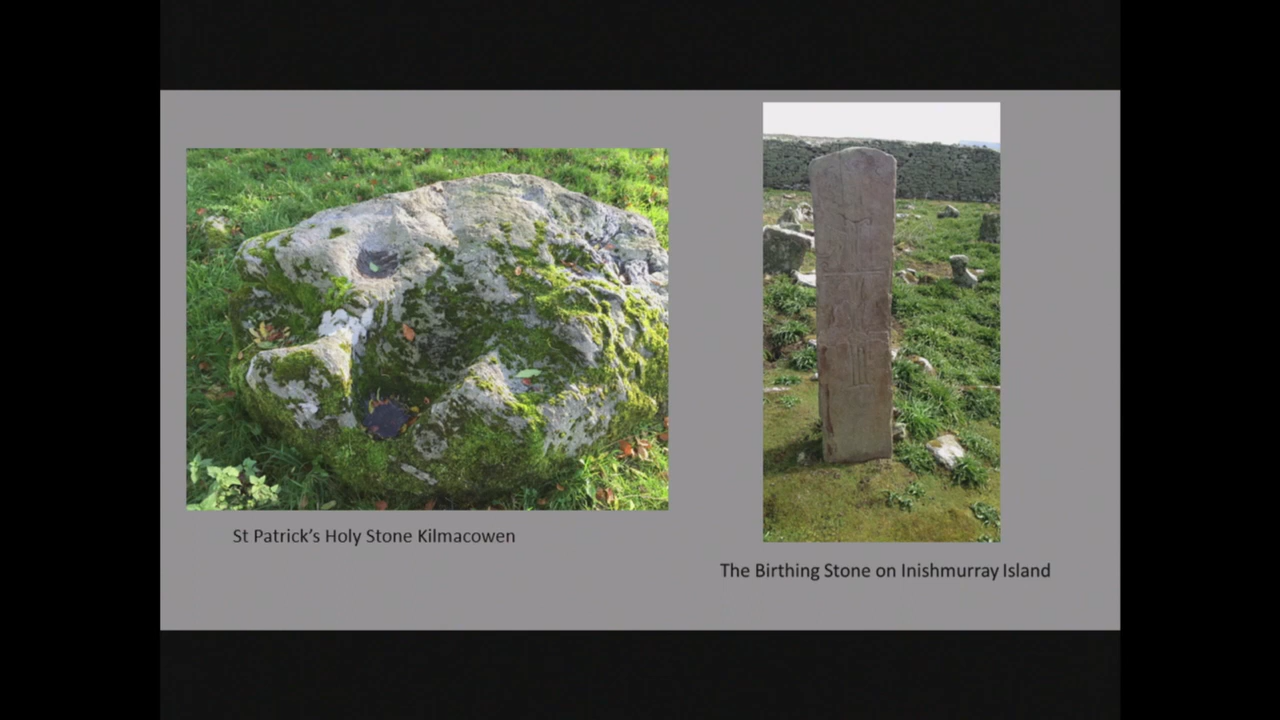 St Patrick’s Holy Stone Kilmacowen
The Birthing Stone on Inishmurray Island